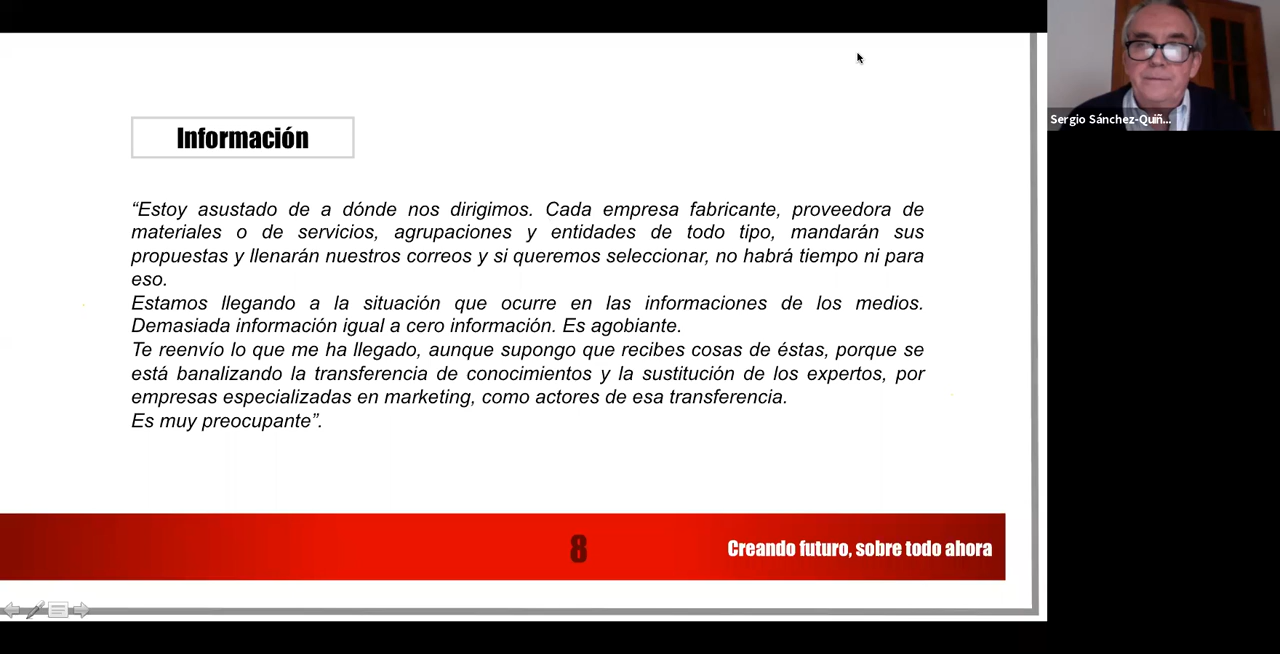 Información
“Estoy asustado de a dónde nos dirigimos. Cada empresa fabricante, proveedora de
materiales o de servicios, agrupaciones y entidades de todo tipo, mandarán sus
propuestas y llenarán nuestros correos y si queremos seleccionar, no habrá tiempo ni para
eso.
Estamos llegando a la situación que ocurre en las informaciones de los medios.
Demasiada información igual a cero información. Es agobiante.
Te reenvío lo que me ha llegado, aunque supongo que recibes cosas de éstas, porque se
está banalizando la transferencia de conocimientos y la sustitución de los expertos, por
empresas especializadas en marketing, como actores de esa transferencia.
Es muy preocupante”.
8
Creando futuro, sobre todo ahora
Sergio Sánchez-Quiñ...